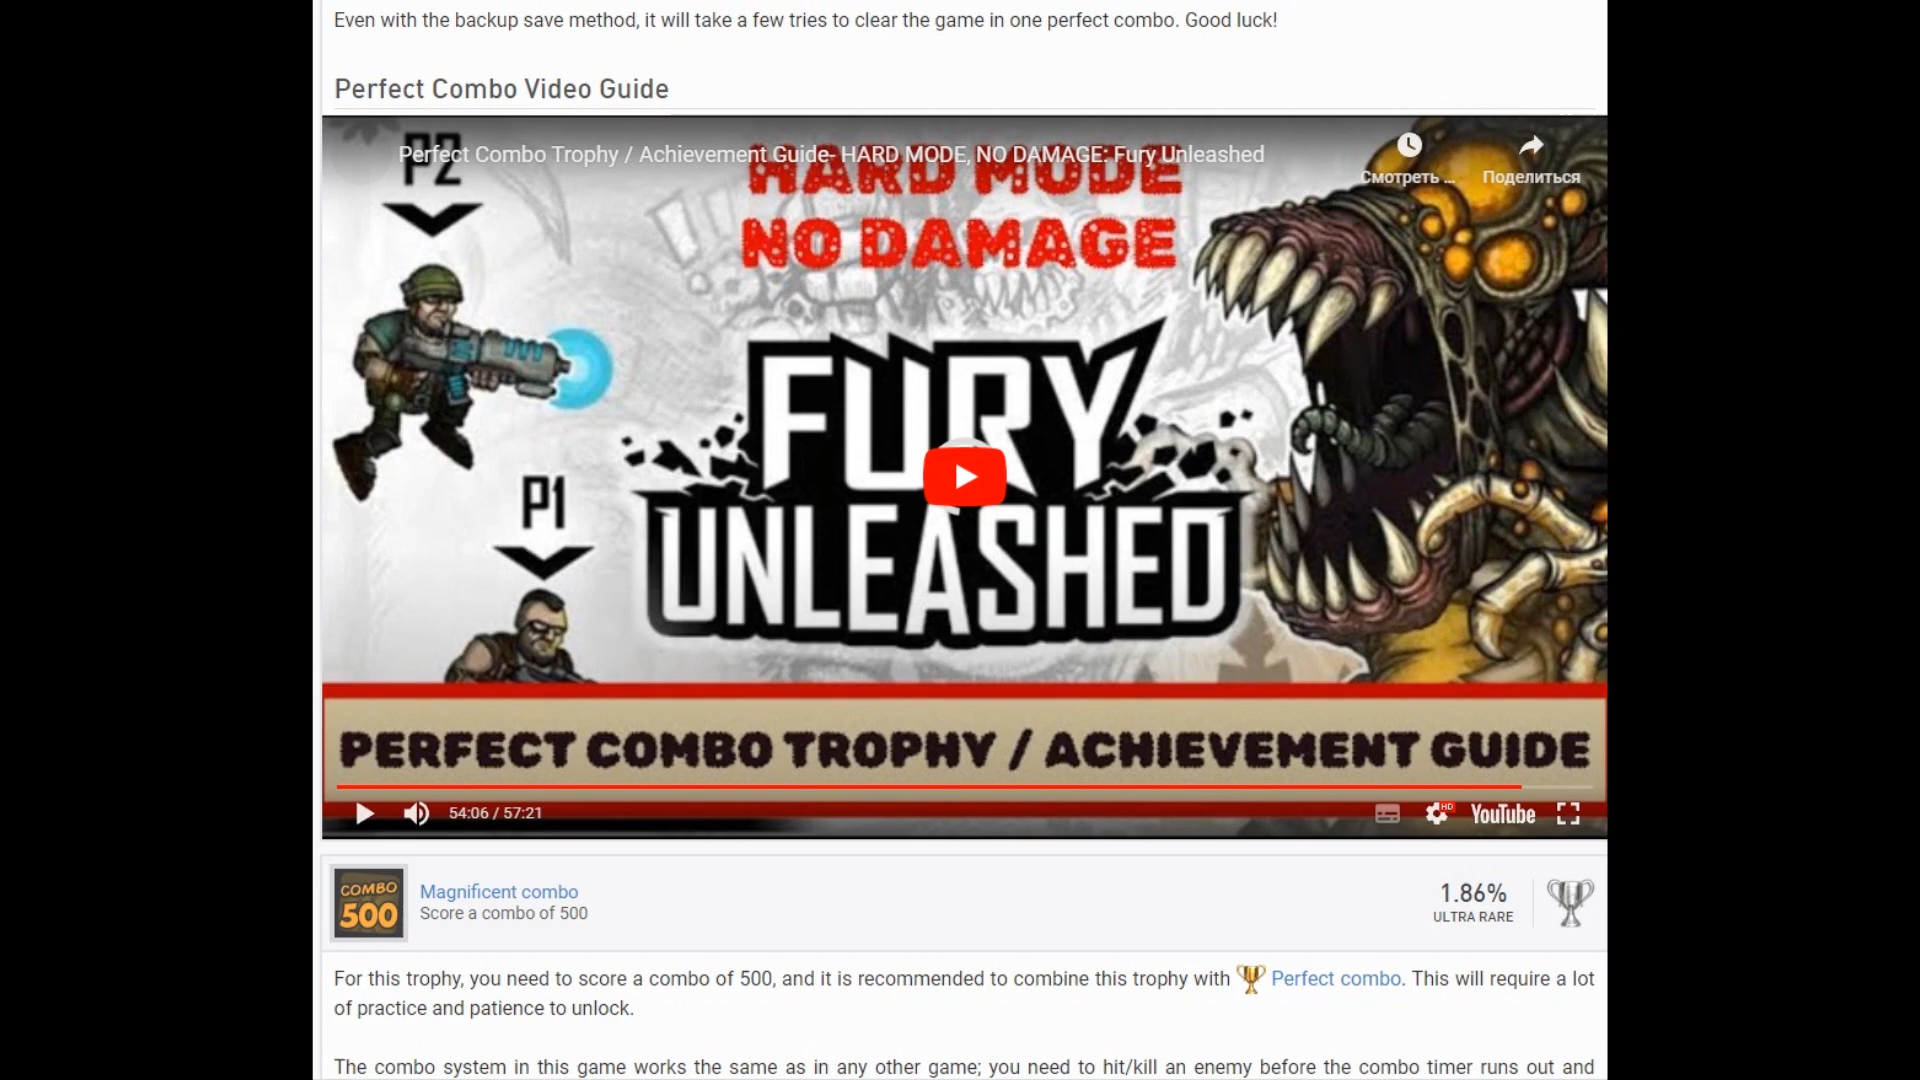 Even with the backup save method, it will take a few tries to clear the game in one perfect combo. Good luck!
Perfect Combo Video Guide
P2
Perfect Combo Trophy / Achievement Guide- HARD MODE, NO DAMAGE: Fury Unleashed
Смотреть ...
Поделиться
HARD MODE
NO DAMAGE
FURY
UNLEASHED
P1
PERFECT COMBO TROPHY / ACHIEVEMENT GUIDE
54:06 / 57:21
HD
YouTube
COMBO
500
Magnificent combo
Score a combo of 500
1.86%
ULTRA RARE
For this trophy, you need to score a combo of 500, and it is recommended to combine this trophy with Perfect combo. This will require a lot
of practice and patience to unlock.
The combo system in this game works the same as in any other game; you need to hit/kill an enemy before the combo timer runs out and